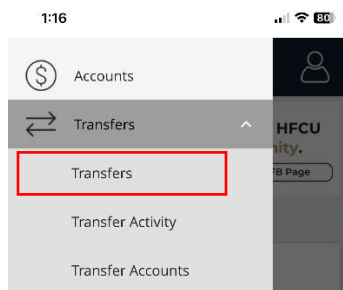 1:16
80
Accounts
Transfers
HFCU
nity.
Transfers
FB Page
Transfer Activity
Transfer Accounts